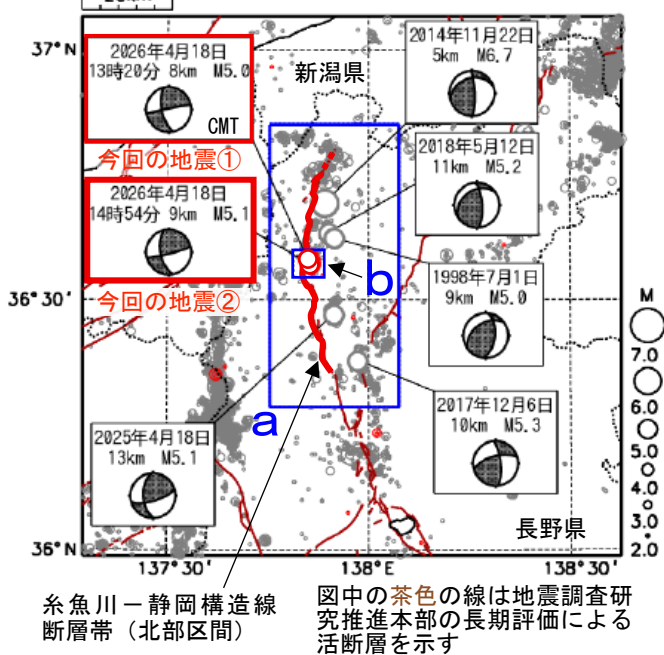 37°N
36°30′
36°N
137°30′
138°E
138°30′
新潟県
長野県
2026年4月18日
13時20分 8km M5.0
CMT
今回の地震①
2026年4月18日
14時54分 9km M5.1
今回の地震②
2014年11月22日
5km M6.7
2018年5月12日
11km M5.2
1998年7月1日
9km M5.0
2017年12月6日
10km M5.3
2025年4月18日
13km M5.1
a
b
M
7.0
6.0
5.0
4.0
3.0
2.0
糸魚川－静岡構造線
断層帯（北部区間）
図中の茶色の線は地震調査研
究推進本部の長期評価による
活断層を示す